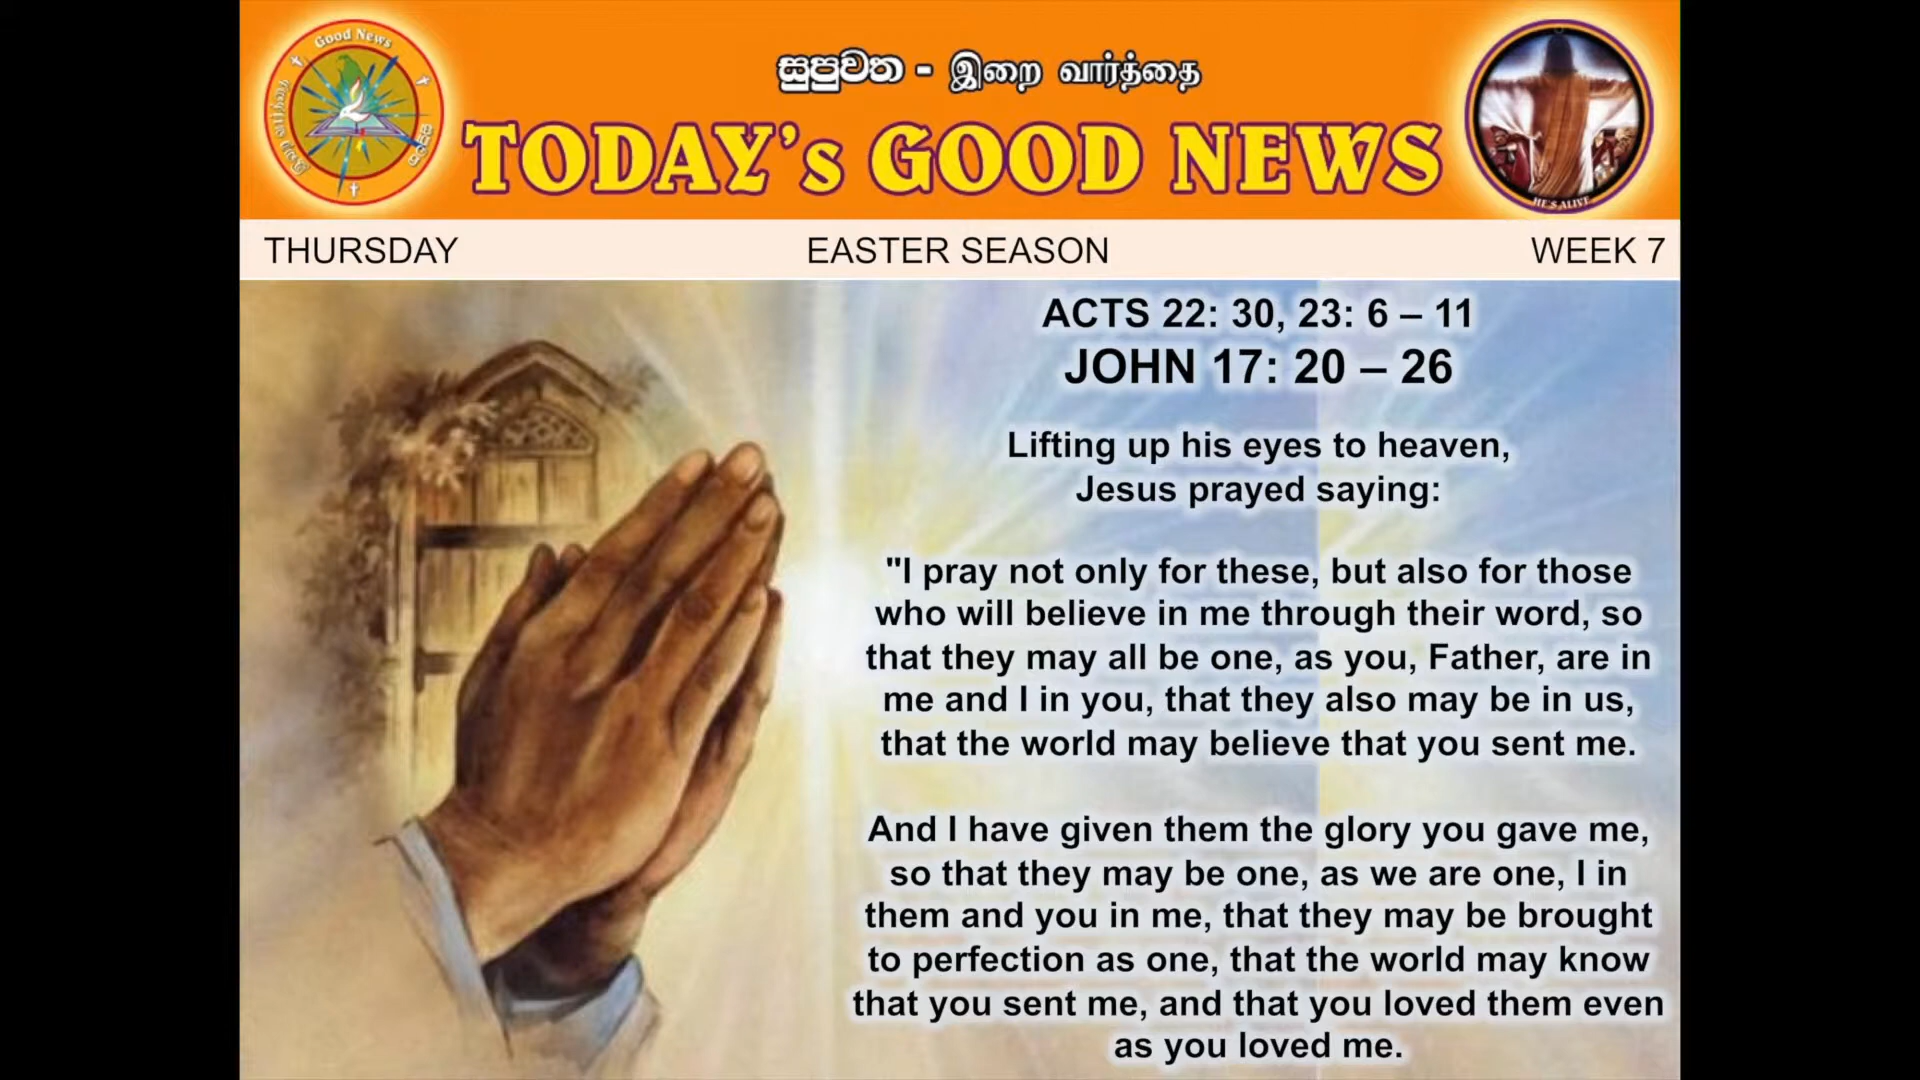 Good News
සුපුවත - இறை வார்த்தை
TODAY's GOOD NEWS
HE'S ALIVE
THURSDAY EASTER SEASON WEEK 7
ACTS 22: 30, 23: 6 – 11
JOHN 17: 20 – 26
Lifting up his eyes to heaven,
Jesus prayed saying:
"I pray not only for these, but also for those
who will believe in me through their word, so
that they may all be one, as you, Father, are in
me and I in you, that they also may be in us,
that the world may believe that you sent me.
And I have given them the glory you gave me,
so that they may be one, as we are one, I in
them and you in me, that they may be brought
to perfection as one, that the world may know
that you sent me, and that you loved them even
as you loved me.